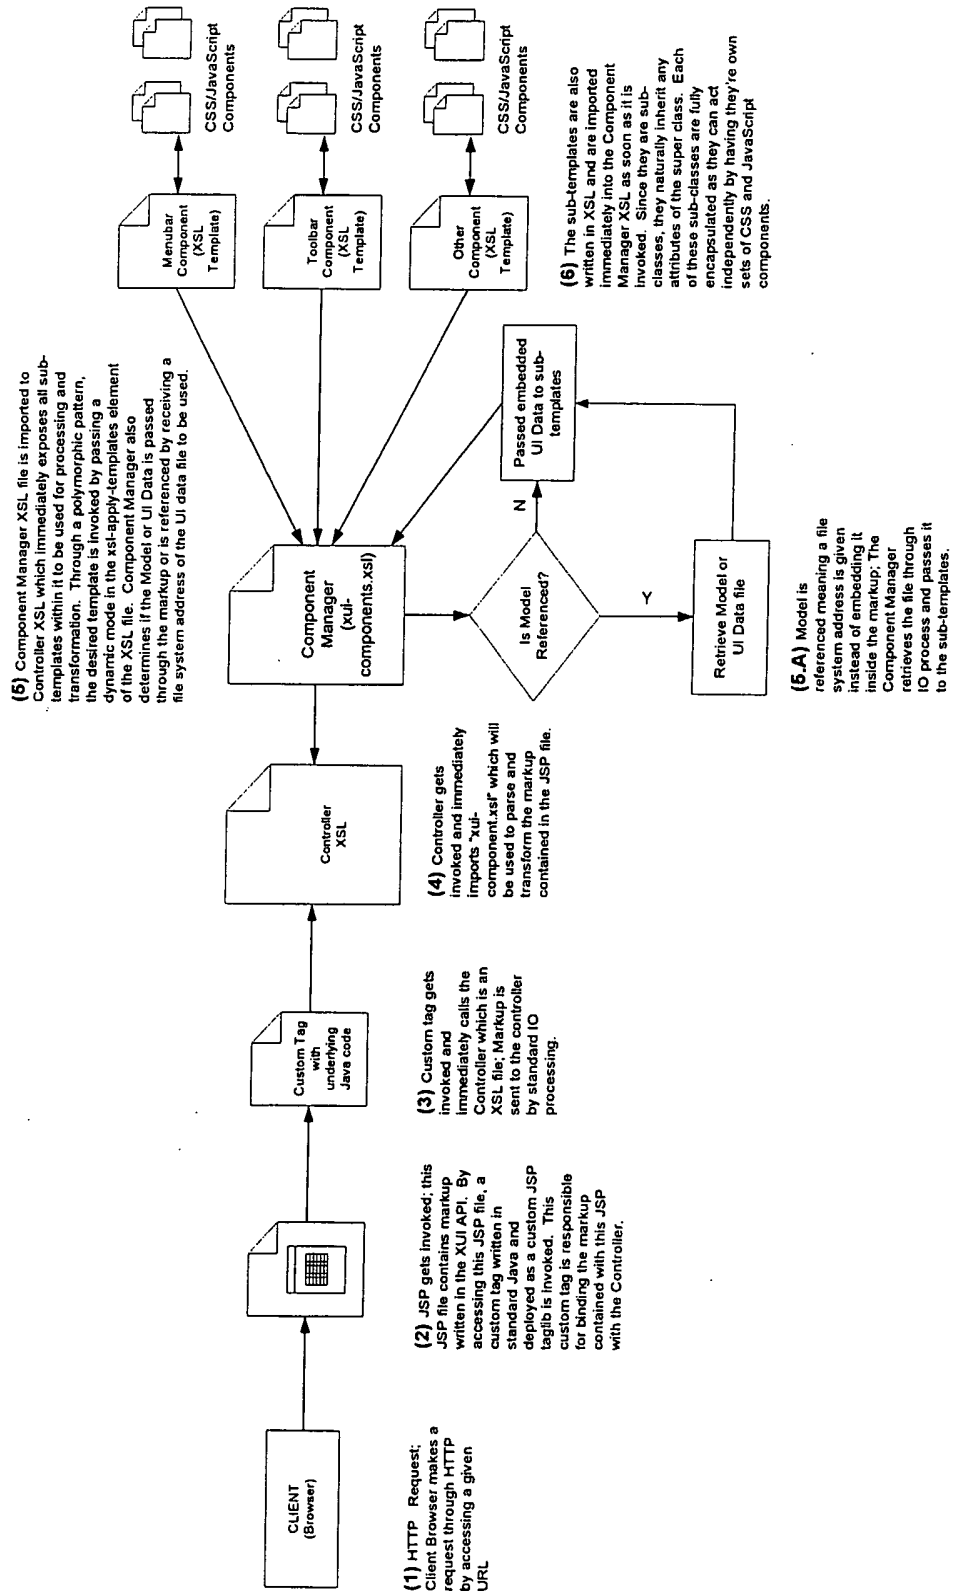 CLIENT
(Browser)
(1) HTTP Request;
Client Browser makes a
request through HTTP
by accessing a given
URL
(2) JSP gets invoked; this
JSP file contains markup
written in the XUI API. By
accessing this JSP file, a
custom tag written in
standard Java and
deployed as a custom JSP
taglib is invoked. This
custom tag is responsible
for binding the markup
contained with this JSP
with the Controller.
Custom Tag
with
underlying
Java code
(3) Custom tag gets
invoked and
immediately calls the
Controller which is an
XSL file; Markup is
sent to the controller
by standard IO
processing.
Controller
XSL
(4) Controller gets
invoked and immediately
imports "xui-
component.xsl" which will
be used to parse and
transform the markup
contained in the JSP file.
(5) Component Manager XSL file is imported to
Controller XSL which immediately exposes all sub-
templates within it to be used for processing and
transformation. Through a polymorphic pattern,
the desired template is invoked by passing a
dynamic mode in the xsl-apply-templates element
of the XSL file. Component Manager also
determines if the Model or UI Data is passed
through the markup or is referenced by receiving a
file system address of the UI data file to be used.
Component
Manager
(xui-
components.xsl)
Is Model
Referenced?
N
Y
Passed embedded
UI Data to sub-
templates
Retrieve Model or
UI Data file
(5.A) Model is
referenced meaning a file
system address is given
instead of embedding it
inside the markup; The
Component Manager
retrieves the file through
IO process and passes it
to the sub-templates.
Menubar
Component
(XSL
Template)
CSS/JavaScript
Components
Toolbar
Component
(XSL
Template)
CSS/JavaScript
Components
Other
Component
(XSL
Template)
CSS/JavaScript
Components
(6) The sub-templates are also
written in XSL and are imported
immediately into the Component
Manager XSL as soon as it is
invoked. Since they are sub-
classes, they naturally inherit any
attributes of the super class. Each
of these sub-classes are fully
encapsulated as they can act
independently by having they're own
sets of CSS and JavaScript
components.